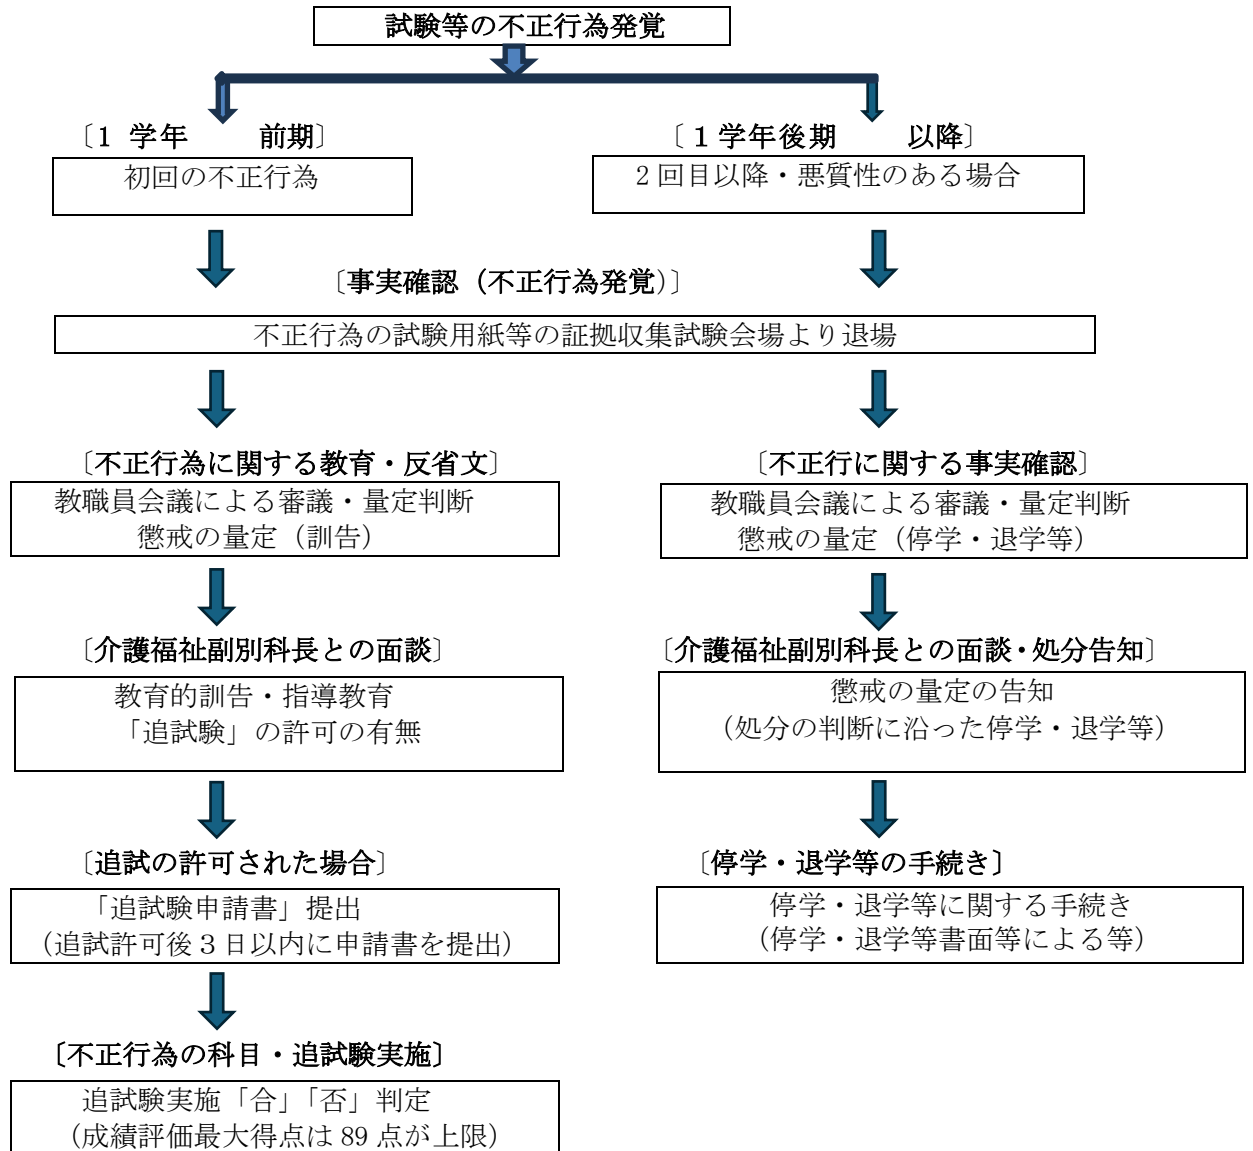 試験等の不正行為発覚
〔1 学年　　前期〕
〔１学年後期　　以降〕
初回の不正行為
2 回目以降・悪質性のある場合
〔事実確認（不正行為発覚）〕
不正行為の試験用紙等の証拠収集試験会場より退場
〔不正行為に関する教育・反省文〕
〔不正行に関する事実確認〕
教職員会議による審議・量定判断
懲戒の量定（訓告）
教職員会議による審議・量定判断
懲戒の量定（停学・退学等）
〔介護福祉副別科長との面談〕
〔介護福祉副別科長との面談・処分告知〕
教育的訓告・指導教育
「追試験」の許可の有無
懲戒の量定の告知
（処分の判断に沿った停学・退学等）
〔追試の許可された場合〕
〔停学・退学等の手続き〕
「追試験申請書」提出
（追試許可後３日以内に申請書を提出）
停学・退学等に関する手続き
（停学・退学等書面等による等）
〔不正行為の科目・追試験実施〕
追試験実施「合」「否」判定
（成績評価最大得点は 89 点が上限）